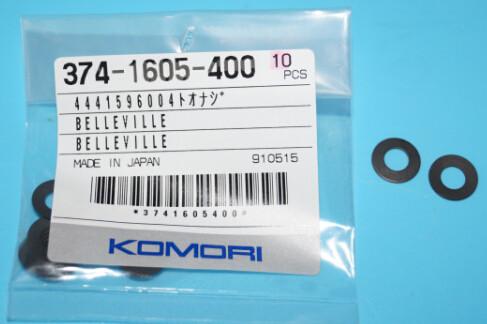 374-1605-400 10 PCS
4441596004トオナジ
BELLEVILLE
BELLEVILLE
MADE IN JAPAN 910515
*3741605400*
KOMORI